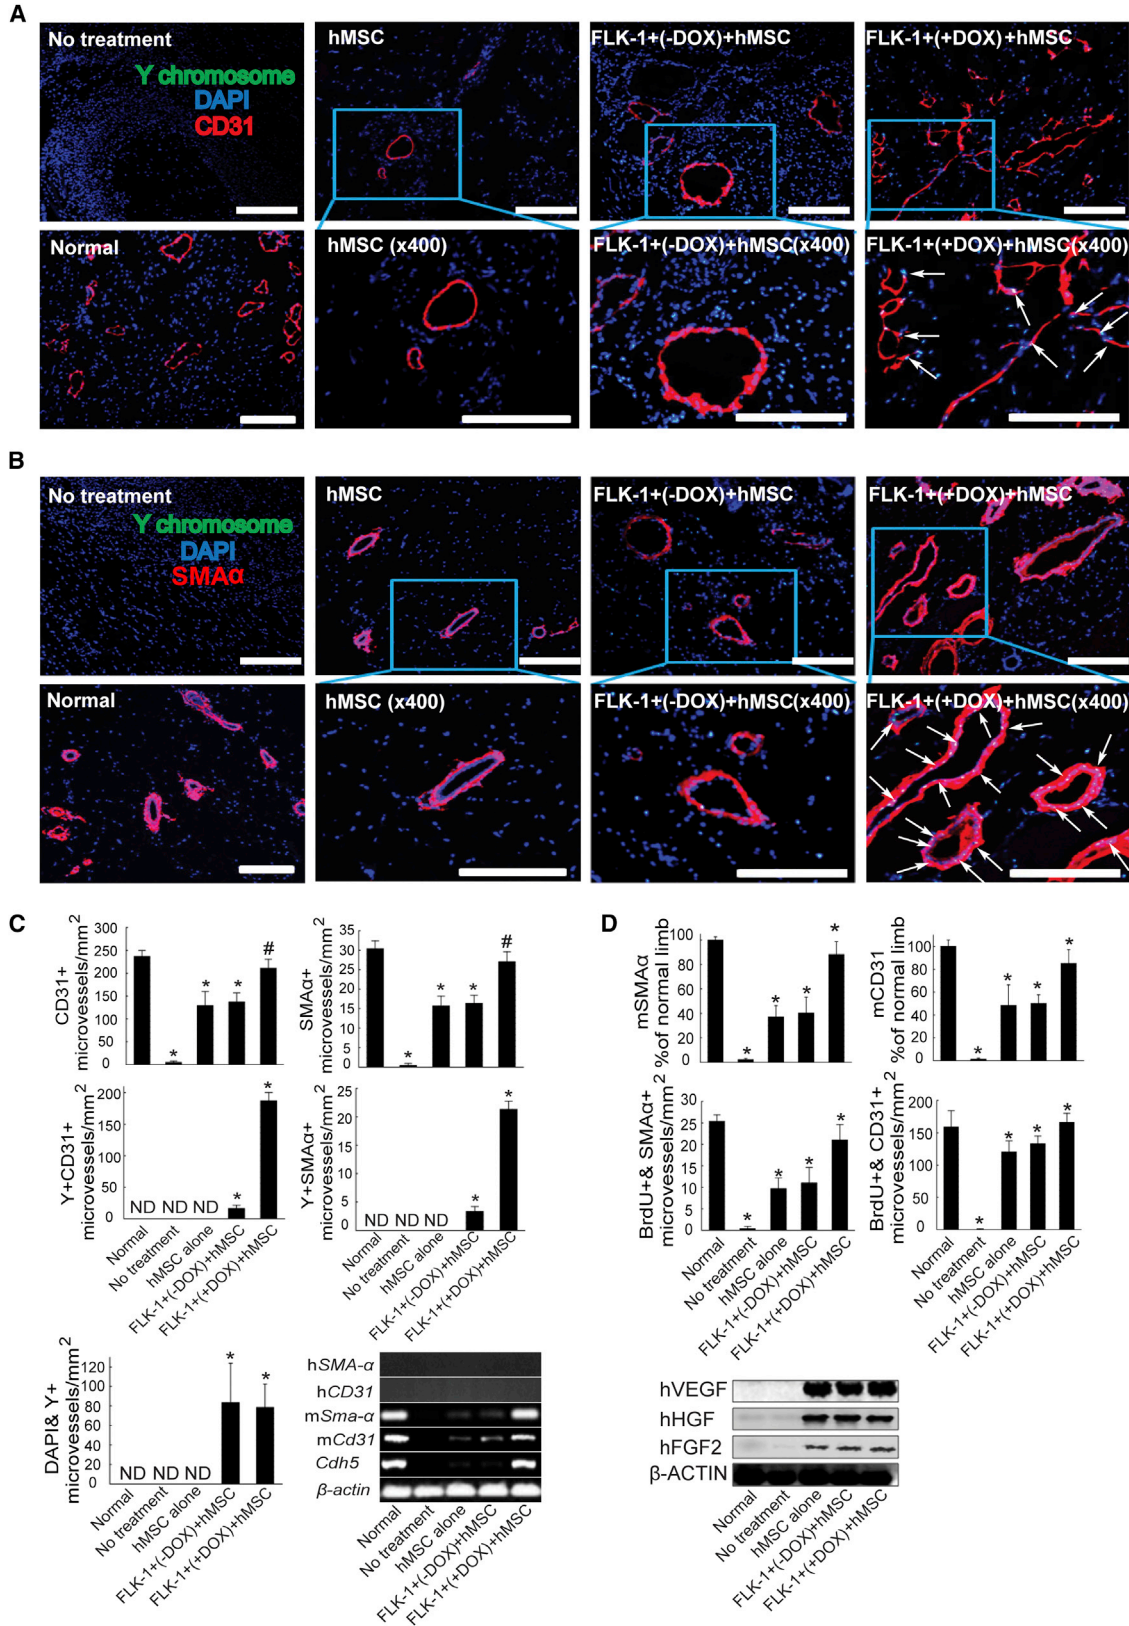 A
No treatment
Y chromosome
DAPI
CD31
hMSC
FLK-1+(-DOX)+hMSC
FLK-1+(+DOX)+hMSC
Normal
hMSC (x400)
FLK-1+(-DOX)+hMSC(x400)
FLK-1+(+DOX)+hMSC(x400)
B
No treatment
Y chromosome
DAPI
SMAα
hMSC
FLK-1+(-DOX)+hMSC
FLK-1+(+DOX)+hMSC
Normal
hMSC (x400)
FLK-1+(-DOX)+hMSC(x400)
FLK-1+(+DOX)+hMSC(x400)
C
CD31+
microvessels/mm²
300
250
200
150
100
50
0
*
*
*
#
SMAα+
microvessels/mm²
35
30
25
20
15
10
5
0
*
*
*
#
Y+CD31+
microvessels/mm²
200
150
100
50
0
ND ND ND
*
*
Normal
No treatment
hMSC alone
FLK-1+(-DOX)+hMSC
FLK-1+(+DOX)+hMSC
Y+SMAα+
microvessels/mm²
25
20
15
10
5
0
ND ND ND
*
*
Normal
No treatment
hMSC alone
FLK-1+(-DOX)+hMSC
FLK-1+(+DOX)+hMSC
DAPI& Y+
microvessels/mm²
120
100
80
60
40
20
0
ND ND ND
*
*
Normal
No treatment
hMSC alone
FLK-1+(-DOX)+hMSC
FLK-1+(+DOX)+hMSC
hSMA-α
hCD31
mSma-α
mCd31
Cdh5
β-actin
Normal
No treatment
hMSC alone
FLK-1+(-DOX)+hMSC
FLK-1+(+DOX)+hMSC
D
mSMAα
%of normal limb
100
80
60
40
20
0
*
*
*
*
mCD31
%of normal limb
100
80
60
40
20
0
*
*
*
*
BrdU+& SMAα+
microvessels/mm²
30
25
20
15
10
5
0
*
*
*
*
Normal
No treatment
hMSC alone
FLK-1+(-DOX)+hMSC
FLK-1+(+DOX)+hMSC
BrdU+& CD31+
microvessels/mm²
200
150
100
50
0
*
*
*
*
Normal
No treatment
hMSC alone
FLK-1+(-DOX)+hMSC
FLK-1+(+DOX)+hMSC
hVEGF
hHGF
hFGF2
β-ACTIN
Normal
No treatment
hMSC alone
FLK-1+(-DOX)+hMSC
FLK-1+(+DOX)+hMSC